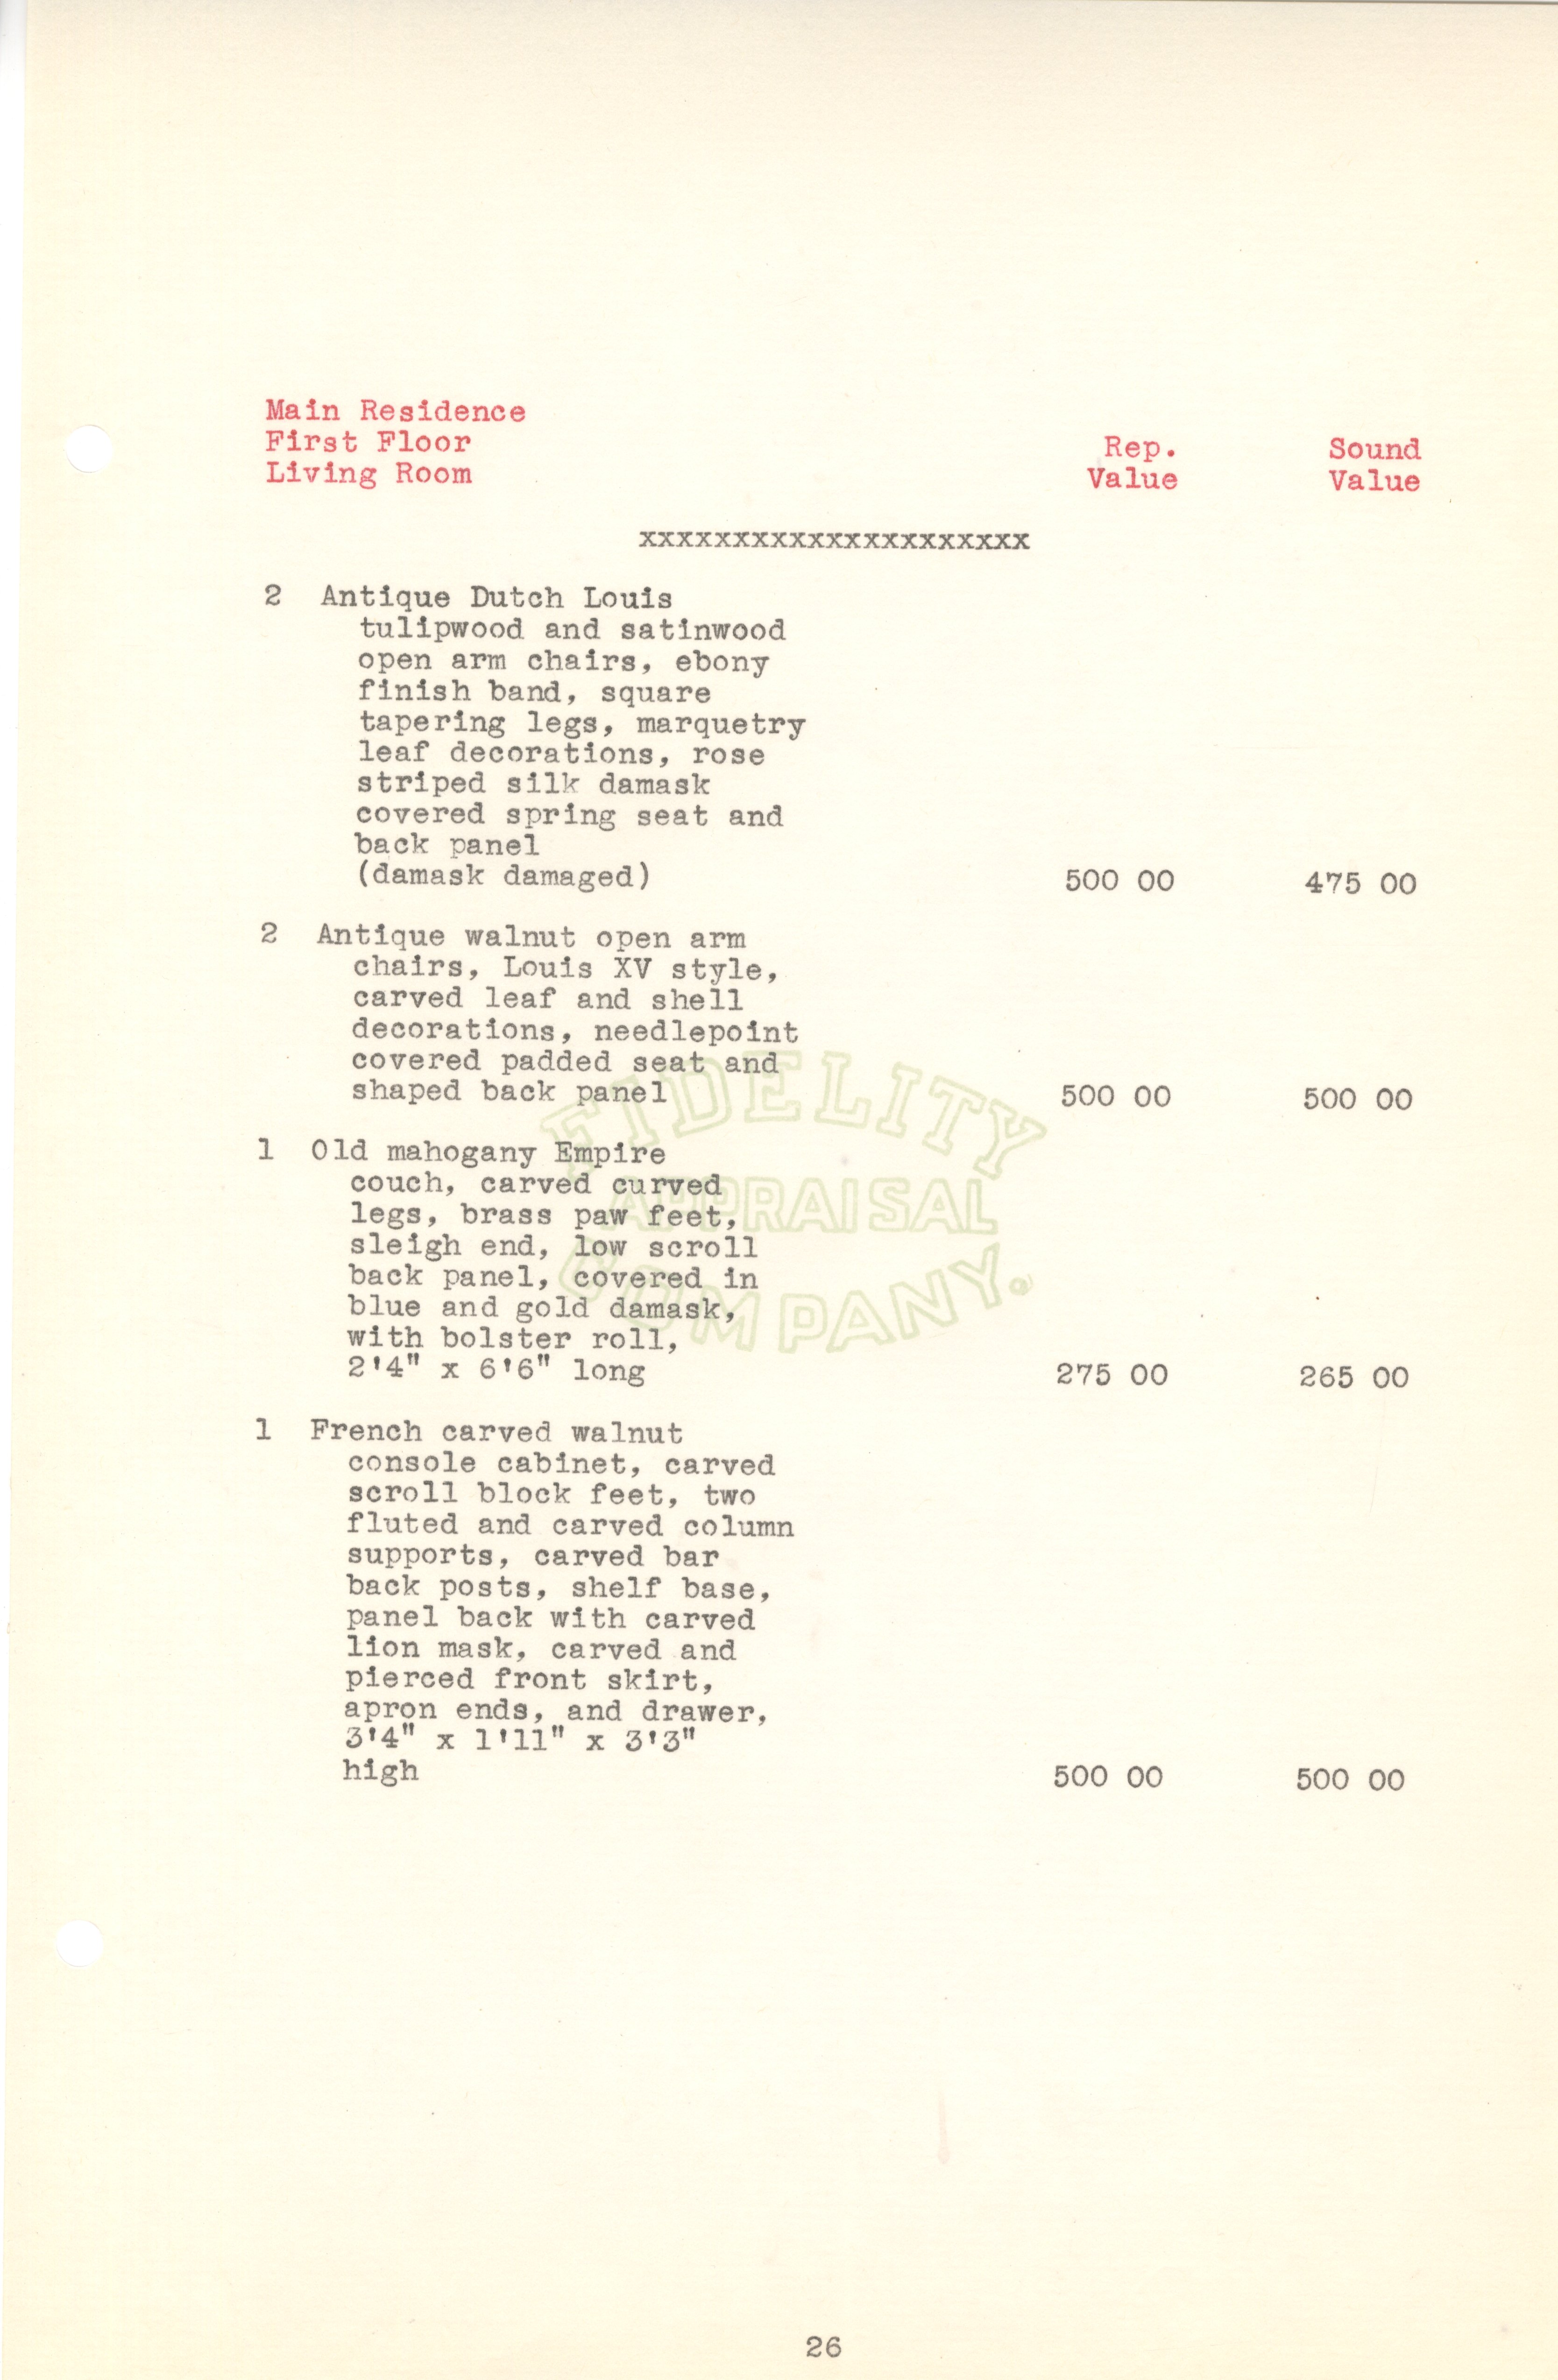 Main Residence
First Floor
Living Room
Rep. Value
Sound Value
xxxxxxxxxxxxxxxxxxxxx
2 Antique Dutch Louis
tulipwood and satinwood
open arm chairs, ebony
finish band, square
tapering legs, marquetry
leaf decorations, rose
striped silk damask
covered spring seat and
back panel
(damask damaged) 500 00 475 00
2 Antique walnut open arm
chairs, Louis XV style,
carved leaf and shell
decorations, needlepoint
covered padded seat and
shaped back panel 500 00 500 00
1 Old mahogany Empire
couch, carved curved
legs, brass paw feet,
sleigh end, low scroll
back panel, covered in
blue and gold damask,
with bolster roll,
2'4" x 6'6" long 275 00 265 00
1 French carved walnut
console cabinet, carved
scroll block feet, two
fluted and carved column
supports, carved bar
back posts, shelf base,
panel back with carved
lion mask, carved and
pierced front skirt,
apron ends, and drawer,
3'4" x 1'11" x 3'3"
high 500 00 500 00
FIDELITY
APPRAISAL
COMPANY.
26